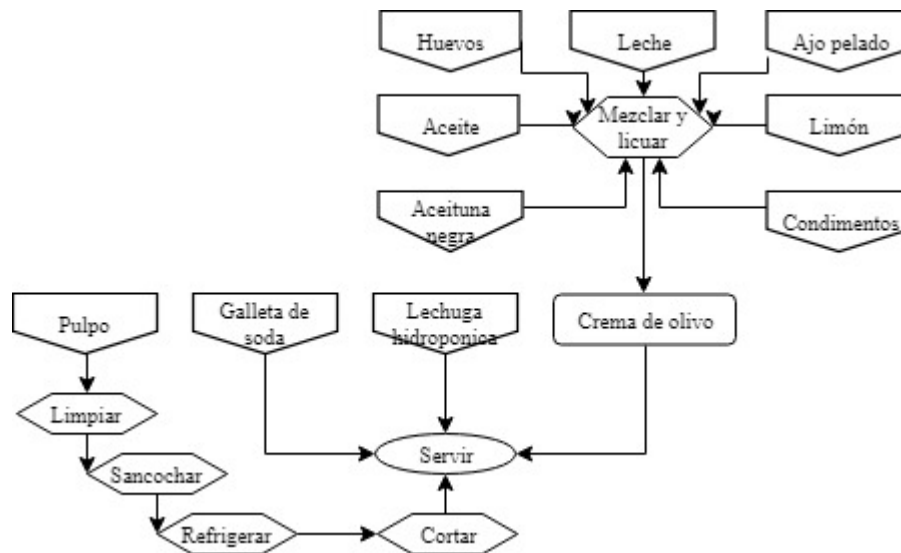 Huevos
Leche
Ajo pelado
Aceite
Mezclar y
licuar
Limón
Aceituna
negra
Condimentos
Pulpo
Galleta de
soda
Lechuga
hidroponica
Crema de olivo
Limpiar
Servir
Sancochar
Refrigerar
Cortar